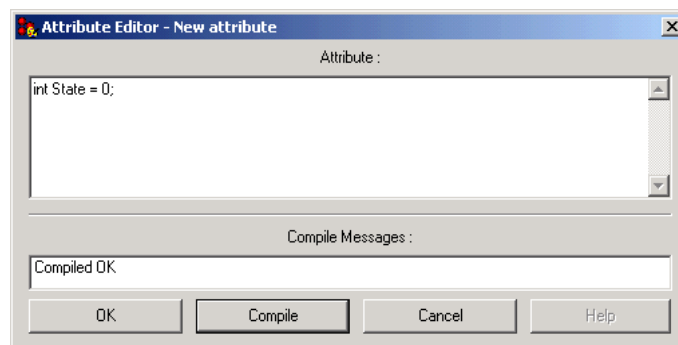 Attribute Editor - New attribute
Attribute :
int State = 0;
Compile Messages :
Compiled OK
OK Compile Cancel Help